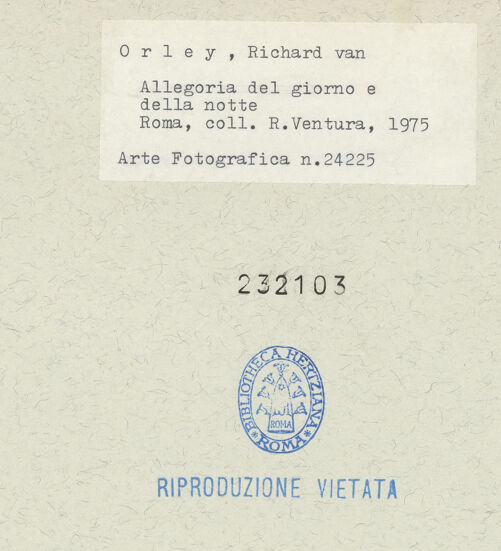 Orley, Richard van
Allegoria del giorno e
della notte
Roma, coll. R.Ventura, 1975
Arte Fotografica n.24225
232103
BIBLIOTHECA HERTZIANA
ROMA
*ROMA*
RIPRODUZIONE VIETATA